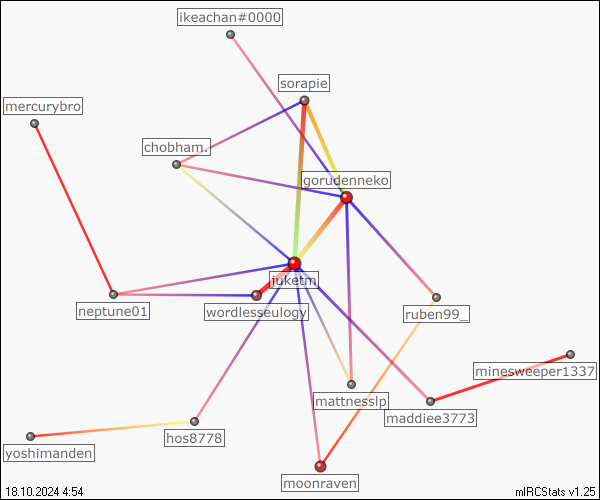 ikeachan#0000
sorapie
mercurybro
chobham.
gorudenneko
juketm
wordlesseulogy
neptune01
ruben99_
minesweeper1337
mattnesslp
maddiee3773
hos8778
yoshimanden
moonraven
18.10.2024 4:54
mIRCStats v1.25